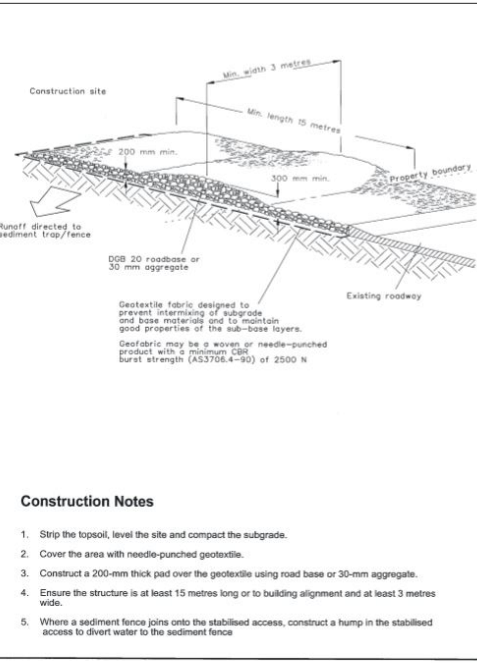 Min. width 3 metres
Construction site
Min. length 15 metres
200 mm min.
300 mm min.
Property boundary
Runoff directed to
sediment trap/fence
DGB 20 roadbase or
30 mm aggregate
Existing roadway
Geotextile fabric designed to
prevent intermixing of subgrade
and base materials and to maintain
good properties of the sub-base layers.
Geofabric may be a woven or needle-punched
product with a minimum CBR
burst strength (AS3706.4-90) of 2500 N
Construction Notes
1. Strip the topsoil, level the site and compact the subgrade.
2. Cover the area with needle-punched geotextile.
3. Construct a 200-mm thick pad over the geotextile using road base or 30-mm aggregate.
4. Ensure the structure is at least 15 metres long or to building alignment and at least 3 metres
wide.
5. Where a sediment fence joins onto the stabilised access, construct a hump in the stabilised
access to divert water to the sediment fence